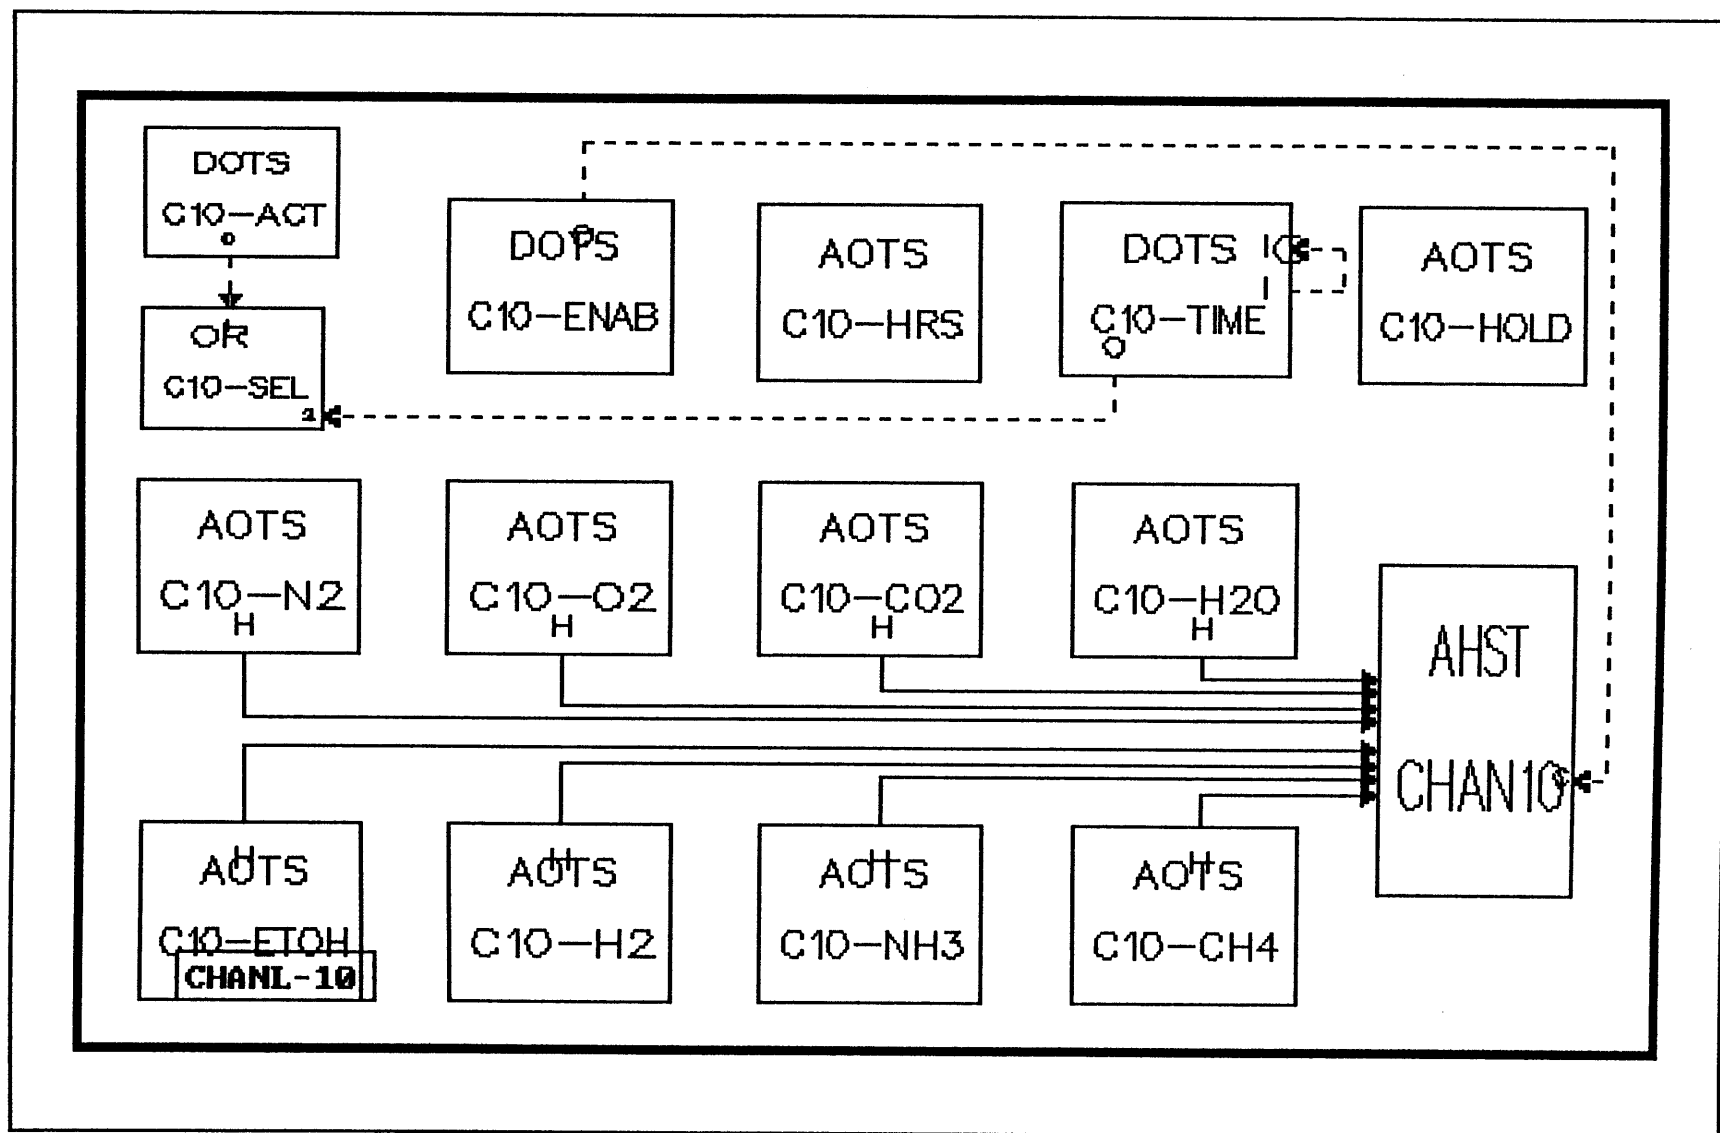 DOTS
C10-ACT
o
OR
C10-SEL
2
DOTS
C10-ENAB
AOTS
C10-HRS
DOTS
C10-TIME
O
AOTS
C10-HOLD
AOTS
C10-N2
H
AOTS
C10-O2
H
AOTS
C10-CO2
H
AOTS
C10-H2O
H
AHST
CHAN10
H
AOTS
C10-ETOH
CHANL-10
H
AOTS
C10-H2
H
AOTS
C10-NH3
H
AOTS
C10-CH4